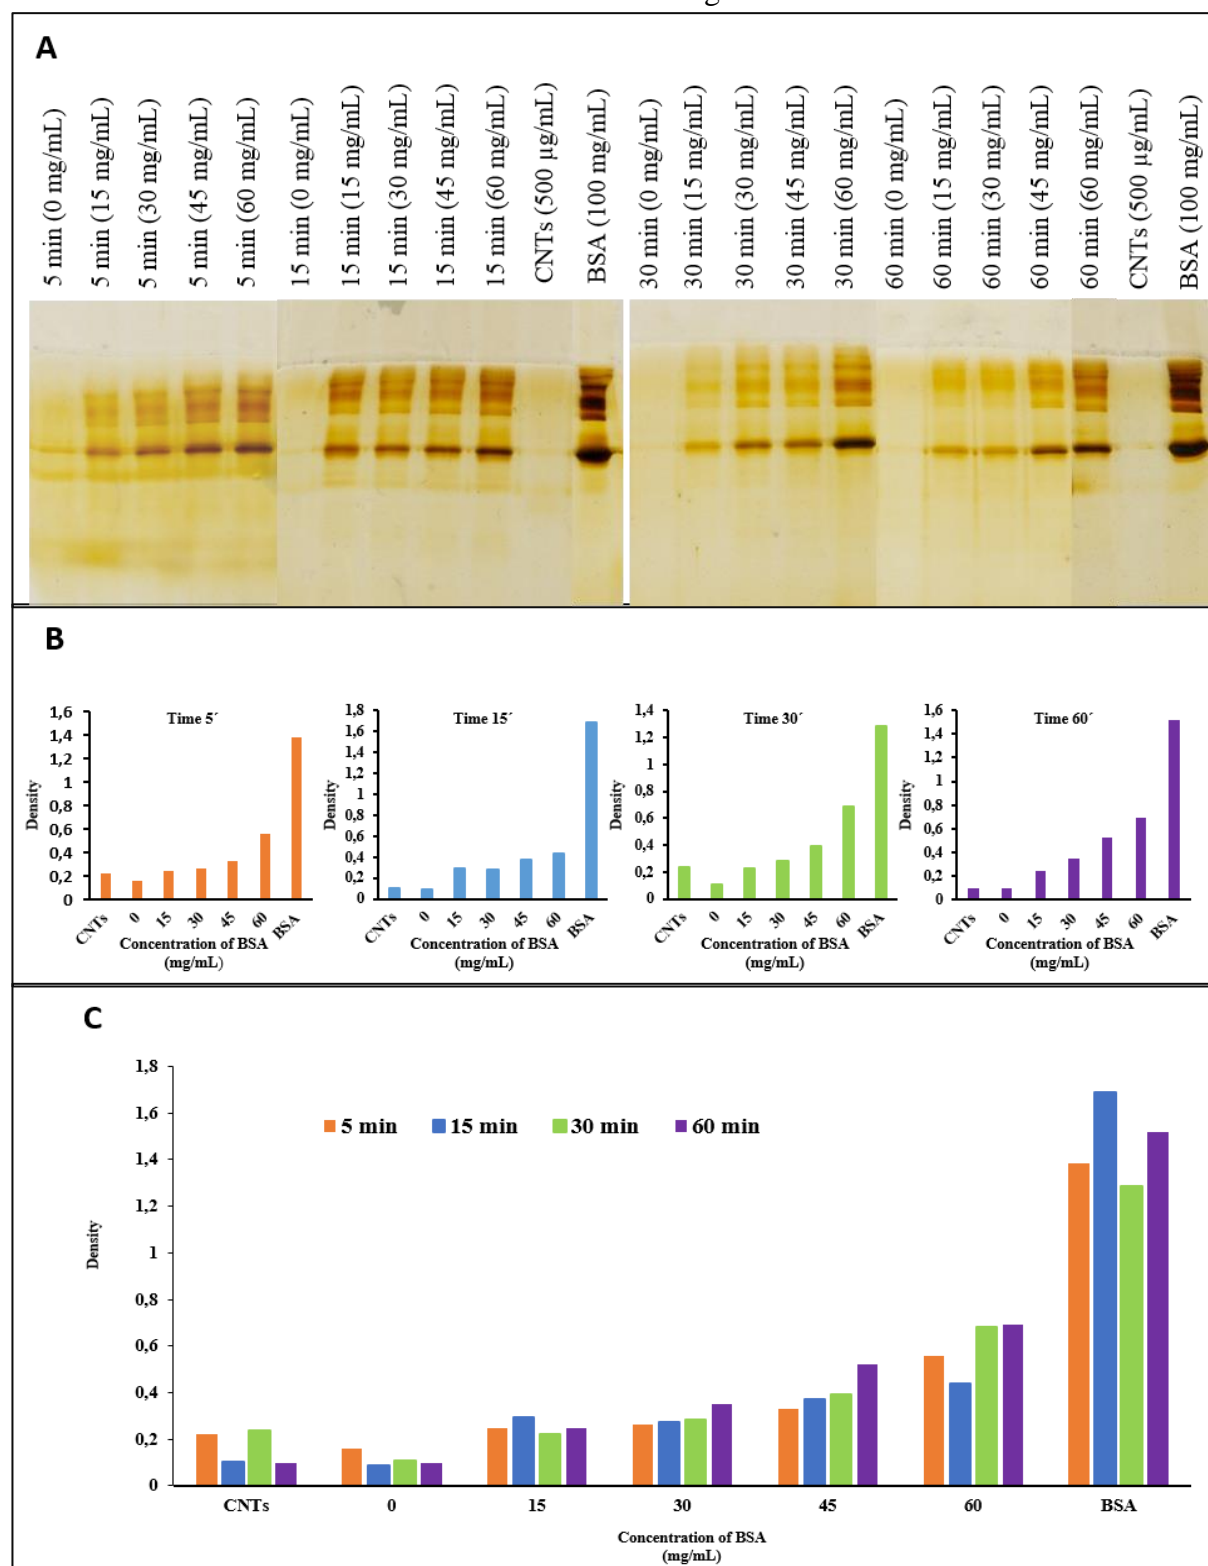 A
5 min (0 mg/mL)
5 min (15 mg/mL)
5 min (30 mg/mL)
5 min (45 mg/mL)
5 min (60 mg/mL)
15 min (0 mg/mL)
15 min (15 mg/mL)
15 min (30 mg/mL)
15 min (45 mg/mL)
15 min (60 mg/mL)
CNTs (500 µg/mL)
BSA (100 mg/mL)
30 min (0 mg/mL)
30 min (15 mg/mL)
30 min (30 mg/mL)
30 min (45 mg/mL)
30 min (60 mg/mL)
60 min (0 mg/mL)
60 min (15 mg/mL)
60 min (30 mg/mL)
60 min (45 mg/mL)
60 min (60 mg/mL)
CNTs (500 µg/mL)
BSA (100 mg/mL)
B
Time 5´
Density
1,6
1,4
1,2
1
0,8
0,6
0,4
0,2
0
CNTs 0 15 30 45 60 BSA
Concentration of BSA
(mg/mL)
Time 15´
Density
1,8
1,6
1,4
1,2
1
0,8
0,6
0,4
0,2
0
CNTs 0 15 30 45 60 BSA
Concentration of BSA
(mg/mL)
Time 30´
Density
1,4
1,2
1
0,8
0,6
0,4
0,2
0
CNTs 0 15 30 45 60 BSA
Concentration of BSA
(mg/mL)
Time 60´
Density
1,6
1,4
1,2
1
0,8
0,6
0,4
0,2
0
CNTs 0 15 30 45 60 BSA
Concentration of BSA
(mg/mL)
C
5 min 15 min 30 min 60 min
Density
1,8
1,6
1,4
1,2
1
0,8
0,6
0,4
0,2
0
CNTs 0 15 30 45 60 BSA
Concentration of BSA
(mg/mL)